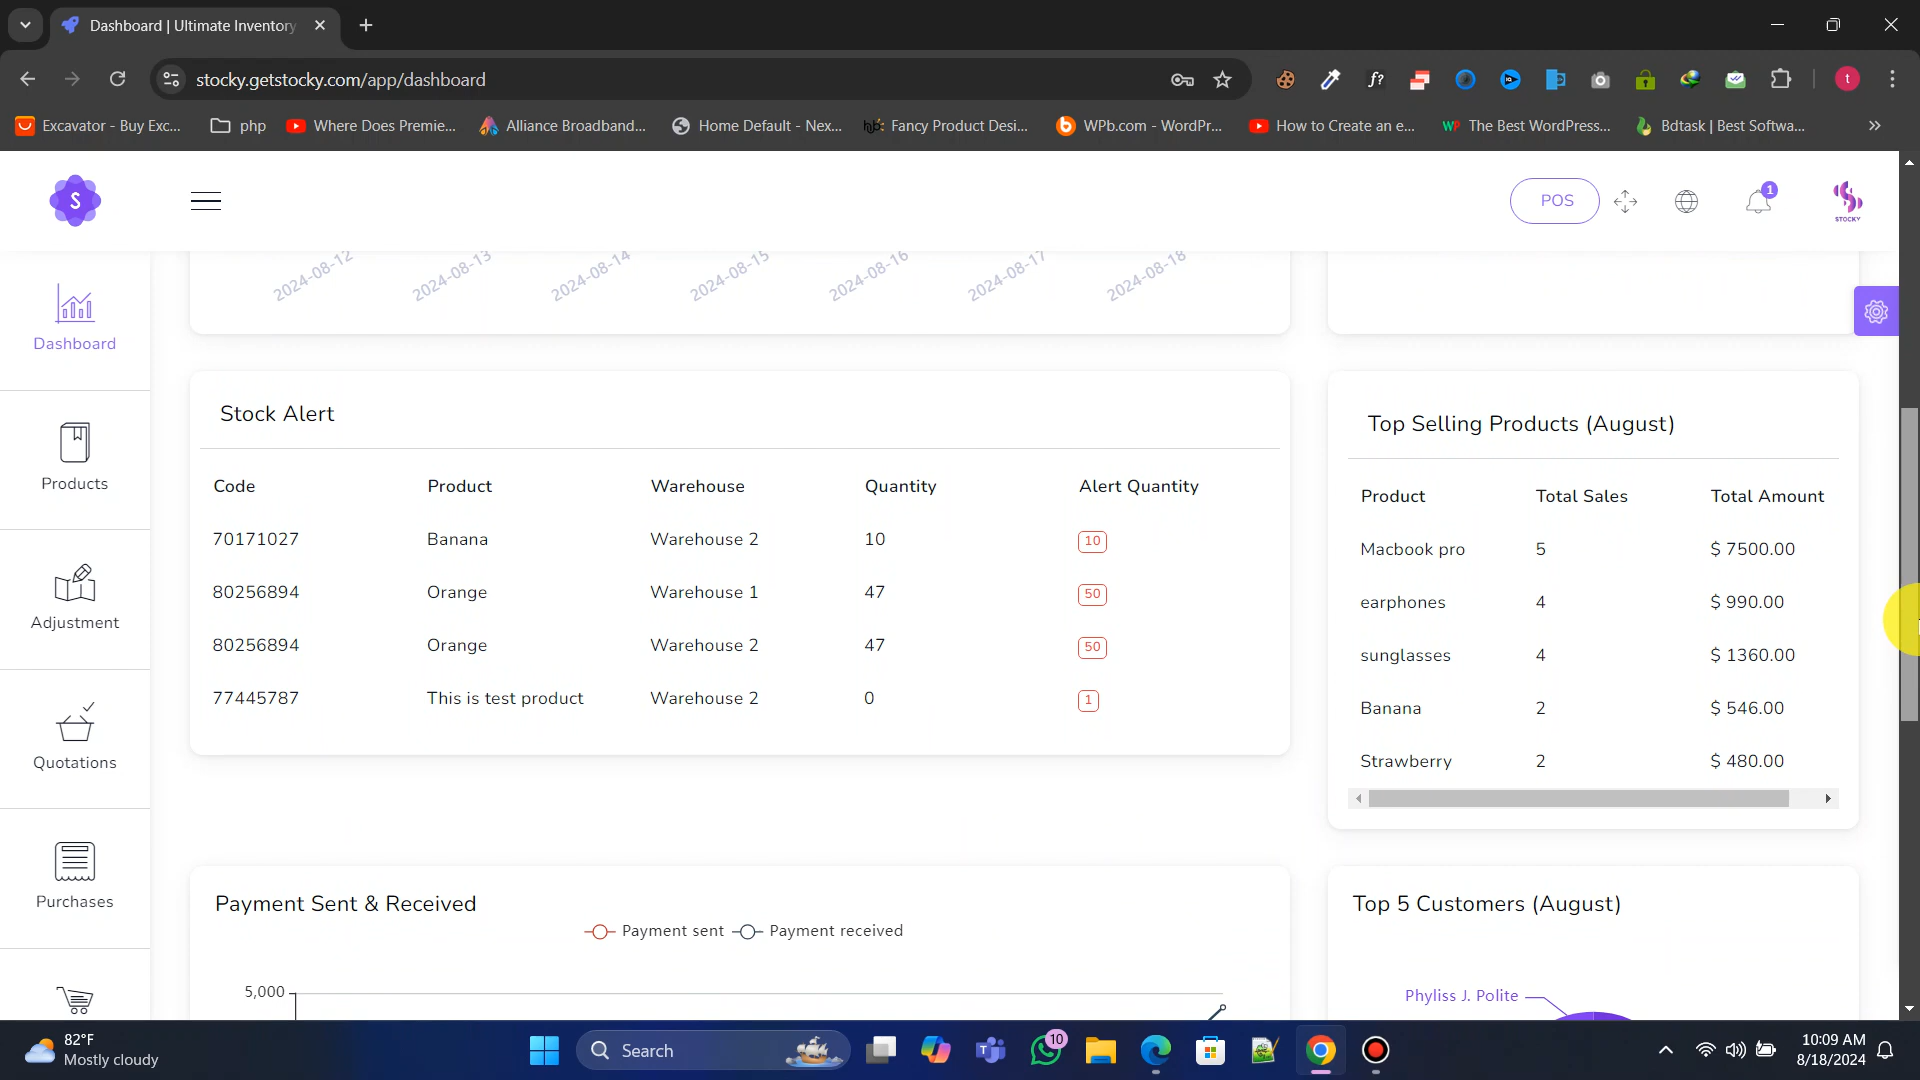 Dashboard | Ultimate Inventory
stocky.getstocky.com/app/dashboard
f?
t
Excavator - Buy Exc...
php
Where Does Premie...
Alliance Broadband...
Home Default - Nex...
Fancy Product Desi...
WPb.com - WordPr...
How to Create an e...
The Best WordPress...
Bdtask | Best Softwa...
S
POS
1
STOCKY
2024-08-12
2024-08-13
2024-08-14
2024-08-15
2024-08-16
2024-08-17
2024-08-18
Dashboard
Products
Adjustment
Quotations
Purchases
Stock Alert
Code Product Warehouse Quantity Alert Quantity
70171027 Banana Warehouse 2 10 10
80256894 Orange Warehouse 1 47 50
80256894 Orange Warehouse 2 47 50
77445787 This is test product Warehouse 2 0 1
Top Selling Products (August)
Product Total Sales Total Amount
Macbook pro 5 $ 7500.00
earphones 4 $ 990.00
sunglasses 4 $ 1360.00
Banana 2 $ 546.00
Strawberry 2 $ 480.00
Payment Sent & Received
Payment sent Payment received
5,000
Top 5 Customers (August)
Phyliss J. Polite
82°F
Mostly cloudy
Search
10
10:09 AM
8/18/2024